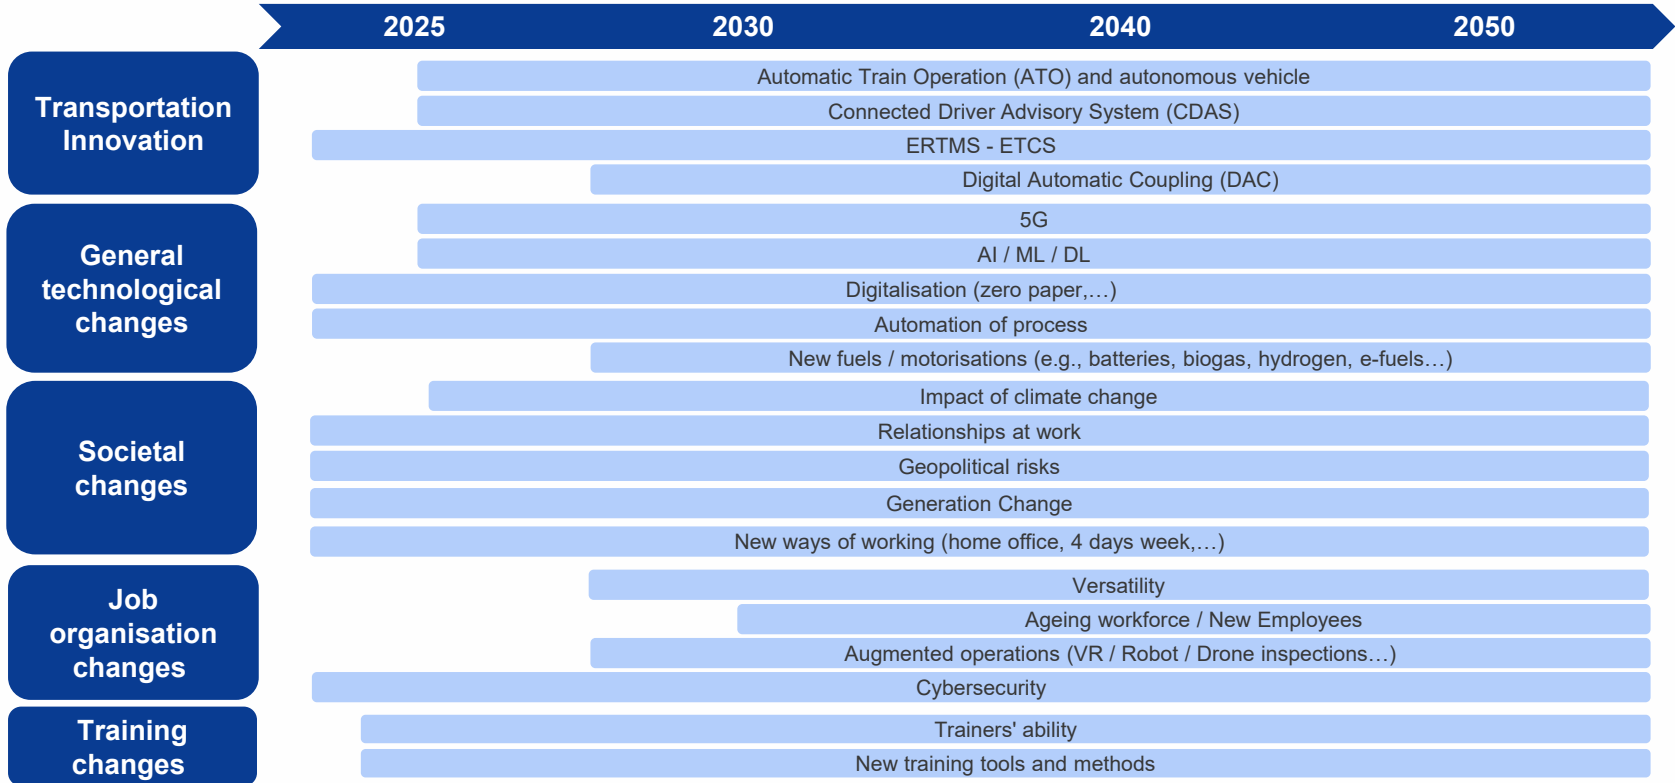 2025 2030 2040 2050
Transportation
Innovation
Automatic Train Operation (ATO) and autonomous vehicle
Connected Driver Advisory System (CDAS)
ERTMS - ETCS
Digital Automatic Coupling (DAC)
General
technological
changes
5G
AI / ML / DL
Digitalisation (zero paper,…)
Automation of process
New fuels / motorisations (e.g., batteries, biogas, hydrogen, e-fuels…)
Societal
changes
Impact of climate change
Relationships at work
Geopolitical risks
Generation Change
New ways of working (home office, 4 days week,…)
Job
organisation
changes
Versatility
Ageing workforce / New Employees
Augmented operations (VR / Robot / Drone inspections…)
Cybersecurity
Training
changes
Trainers' ability
New training tools and methods